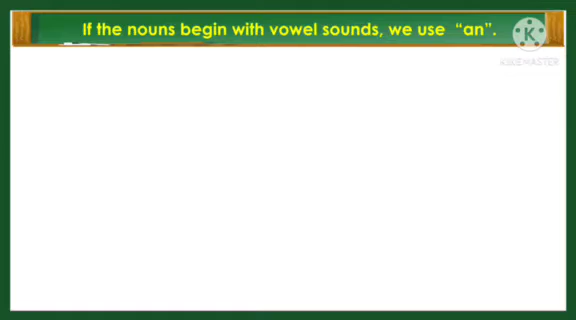 If the nouns begin with vowel sounds, we use “an”.
K
KINEMASTER